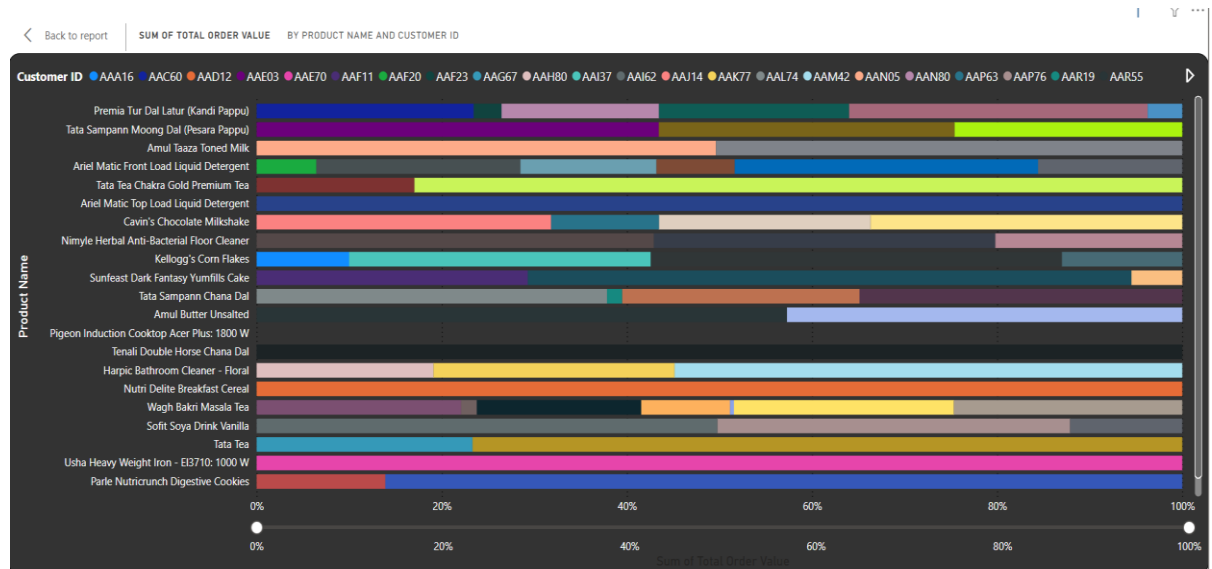 Back to report
SUM OF TOTAL ORDER VALUE BY PRODUCT NAME AND CUSTOMER ID
Customer ID AAA16 AAC60 AAD12 AAE03 AAE70 AAF11 AAF20 AAF23 AAG67 AAH80 AAI37 AAI62 AAJ14 AAK77 AAL74 AAM42 AAN05 AAN80 AAP63 AAP76 AAR19 AAR55
Product Name
Premia Tur Dal Latur (Kandi Pappu)
Tata Sampann Moong Dal (Pesara Pappu)
Amul Taaza Toned Milk
Ariel Matic Front Load Liquid Detergent
Tata Tea Chakra Gold Premium Tea
Ariel Matic Top Load Liquid Detergent
Cavin's Chocolate Milkshake
Nimyle Herbal Anti-Bacterial Floor Cleaner
Kellogg's Corn Flakes
Sunfeast Dark Fantasy Yumfills Cake
Tata Sampann Chana Dal
Amul Butter Unsalted
Pigeon Induction Cooktop Acer Plus: 1800 W
Tenali Double Horse Chana Dal
Harpic Bathroom Cleaner - Floral
Nutri Delite Breakfast Cereal
Wagh Bakri Masala Tea
Sofit Soya Drink Vanilla
Tata Tea
Usha Heavy Weight Iron - EI3710: 1000 W
Parle Nutricrunch Digestive Cookies
0% 20% 40% 60% 80% 100%
0% 20% 40% 60% 80% 100%
Sum of Total Order Value